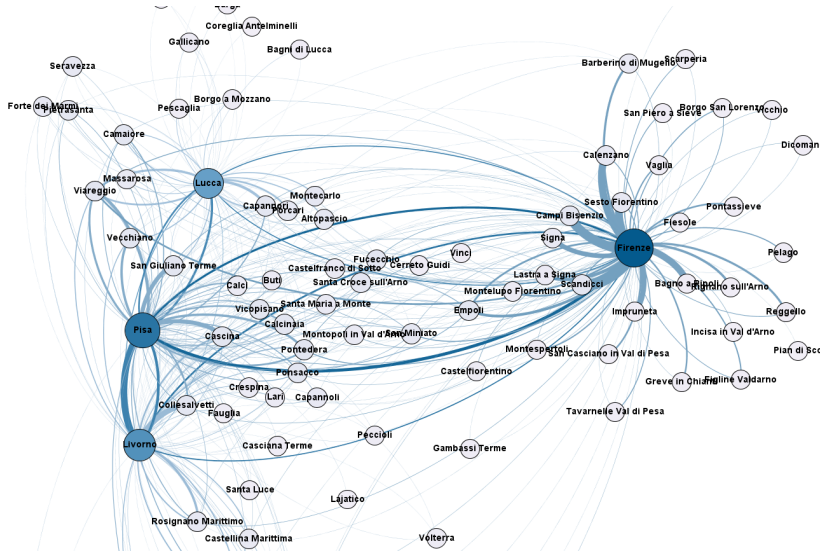 Coreglia Antelminelli
Gallicano
Bagni di Lucca
Seravezza
Barberino di Mugello
Scarperia
Forte dei Marmi
Pietrasanta
Pescaglia
Borgo a Mozzano
San Piero a Sieve
Borgo San Lorenzo
Vicchio
Camaiore
Dicoman
Calenzano
Vaglia
Massarosa
Viareggio
Lucca
Montecarlo
Capannori
Porcari
Altopascio
Sesto Fiorentino
Campi Bisenzio
Pontassieve
Fiesole
Vecchiano
Signa
Firenze
Vinci
Pelago
San Giuliano Terme
Fucecchio
Castelfranco di Sotto
Cerreto Guidi
Lastra a Signa
Calci
Buti
Santa Croce sull'Arno
Scandicci
Bagno a Ripoli
Rignano sull'Arno
Montelupo Fiorentino
Vicopisano
Santa Maria a Monte
Empoli
Impruneta
Reggello
Pisa
Calcinaia
Cascina
Montopoli in Val d'Arno
San Miniato
Incisa in Val d'Arno
Pontedera
Montespertoli
San Casciano in Val di Pesa
Pian di Sco
Ponsacco
Castelfiorentino
Crespina
Lari
Capannoli
Greve in Chianti
Figline Valdarno
Collesalvetti
Fauglia
Tavarnelle Val di Pesa
Livorno
Casciana Terme
Peccioli
Gambassi Terme
Santa Luce
Lajatico
Rosignano Marittimo
Castellina Marittima
Volterra